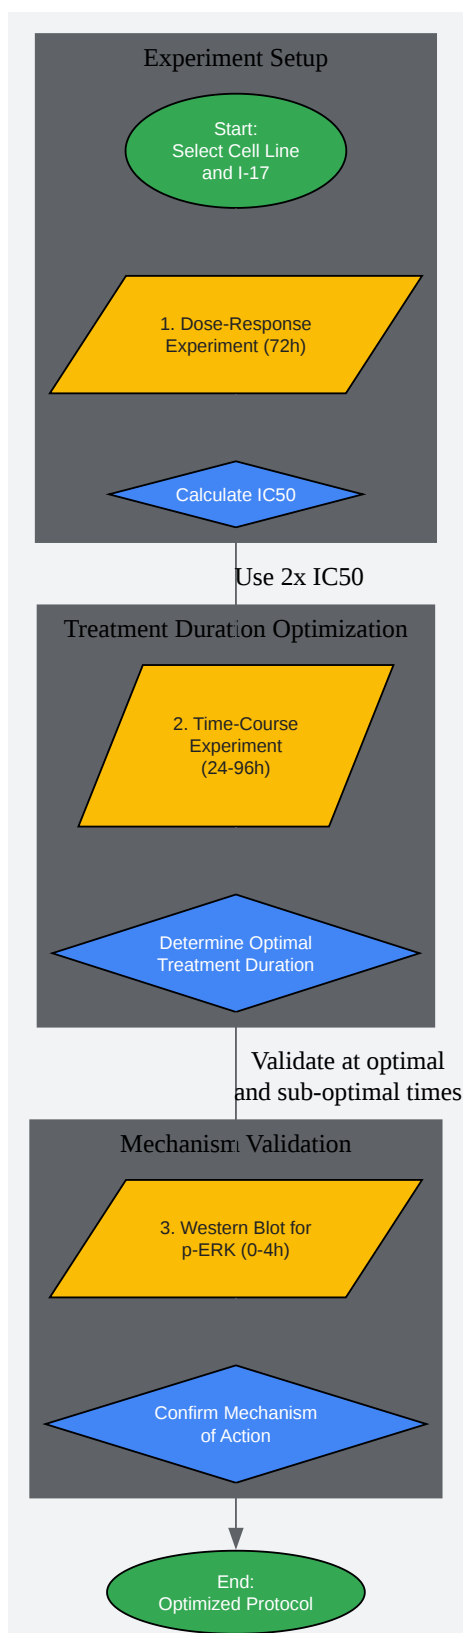 Experiment Setup
Start:
Select Cell Line
and I-17
1. Dose-Response
Experiment (72h)
Calculate IC50
Use 2x IC50
Treatment Duration Optimization
2. Time-Course
Experiment
(24-96h)
Determine Optimal
Treatment Duration
Validate at optimal
and sub-optimal times
Mechanism Validation
3. Western Blot for
p-ERK (0-4h)
Confirm Mechanism
of Action
End:
Optimized Protocol